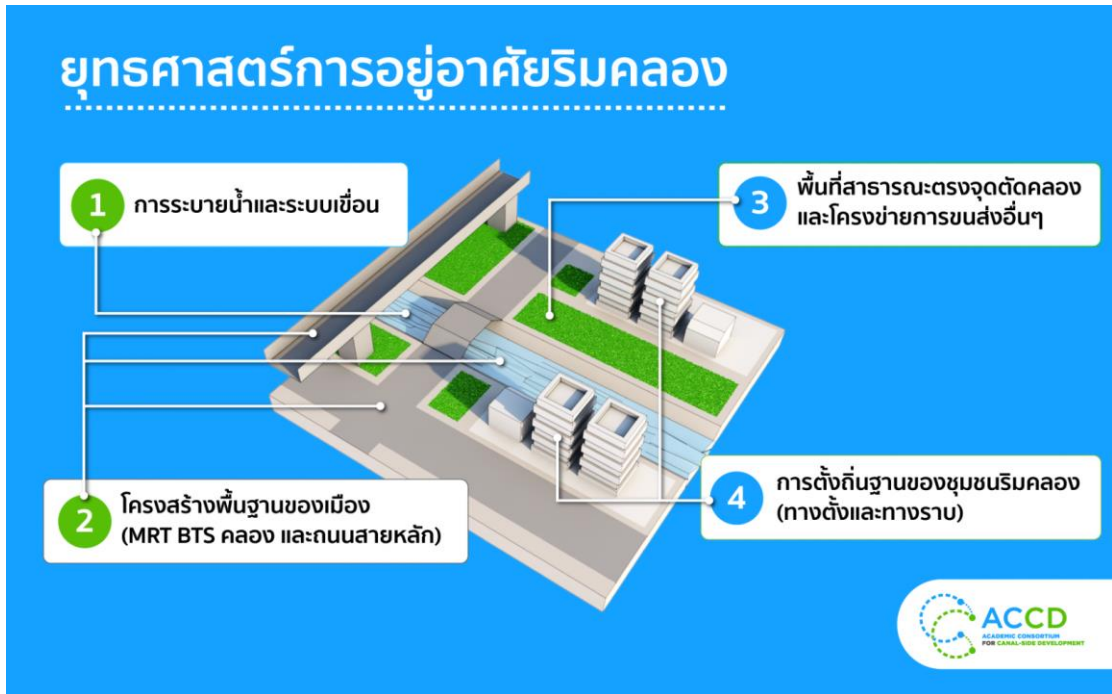 ยุทธศาสตร์การอยู่อาศัยริมคลอง
1 การระบายน้ำและระบบเขื่อน
3 พื้นที่สาธารณะตรงจุดตัดคลอง
และโครงข่ายการขนส่งอื่นๆ
2 โครงสร้างพื้นฐานของเมือง
(MRT BTS คลอง และถนนสายหลัก)
4 การตั้งถิ่นฐานของชุมชนริมคลอง
(ทางตั้งและทางราบ)
ACCD
ACADEMIC CONSORTIUM
FOR CANAL-SIDE DEVELOPMENT